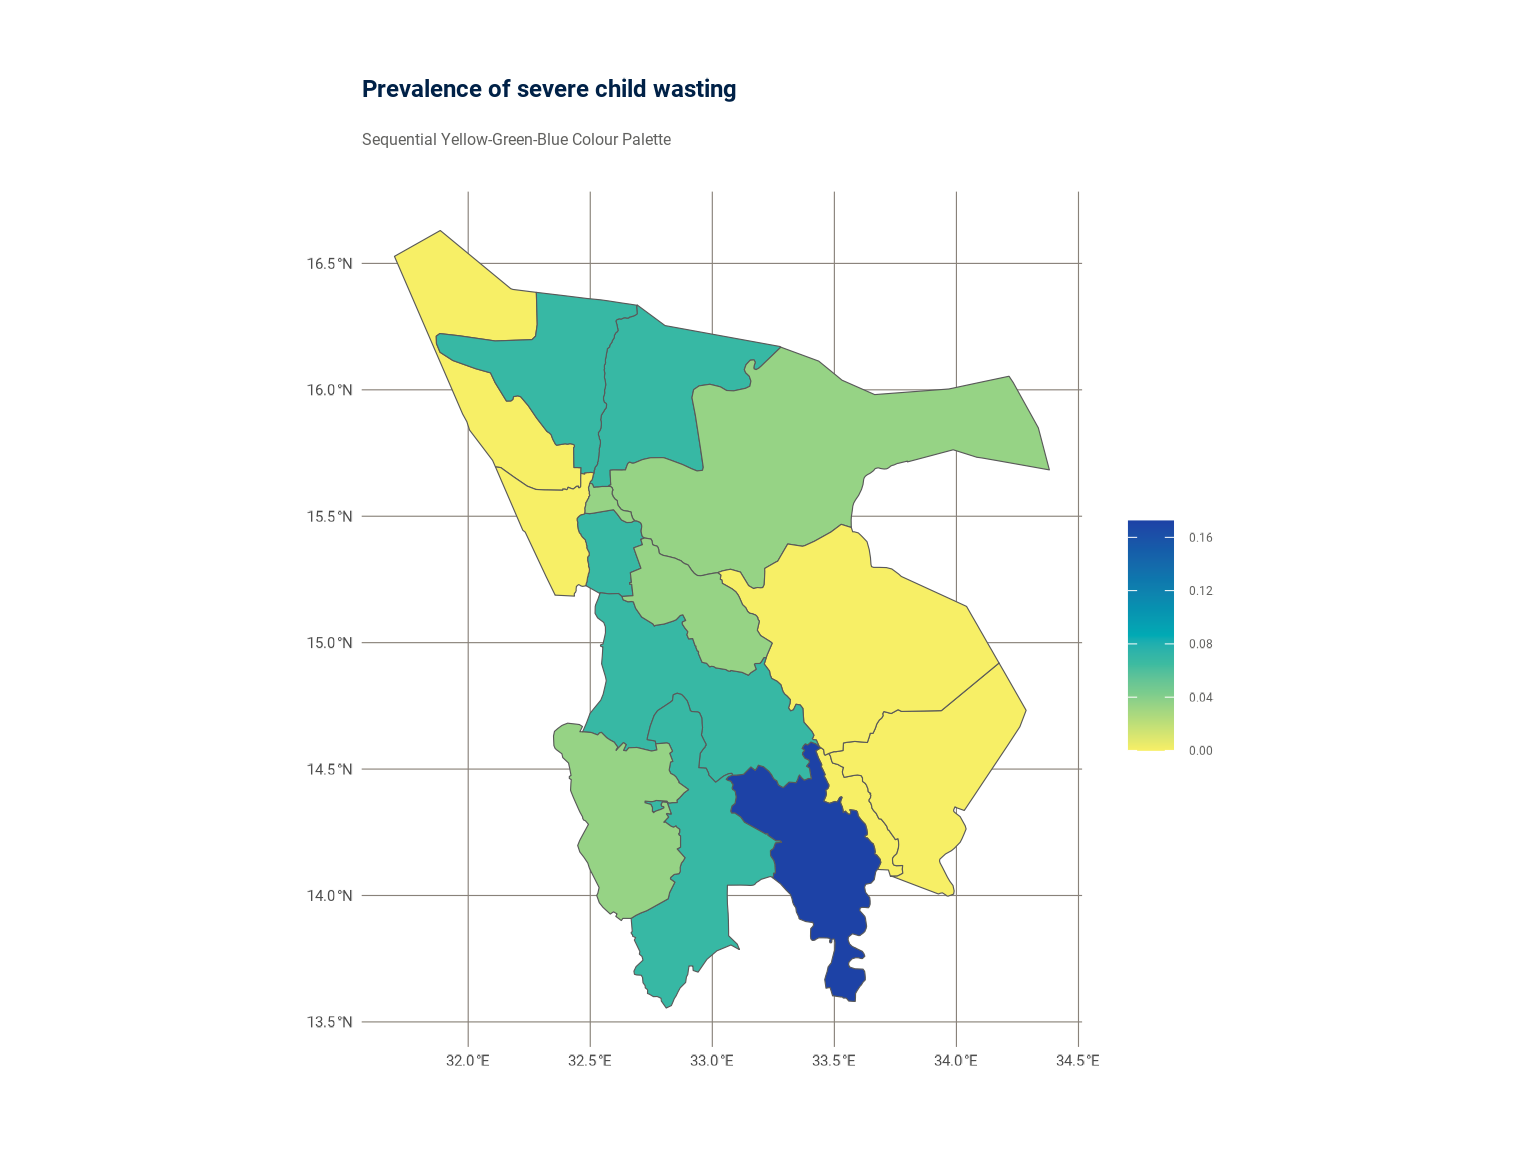 Prevalence of severe child wasting
Sequential Yellow-Green-Blue Colour Palette
16.5°N
16.0°N
15.5°N
15.0°N
14.5°N
14.0°N
13.5°N
32.0°E 32.5°E 33.0°E 33.5°E 34.0°E 34.5°E
0.16
0.12
0.08
0.04
0.00